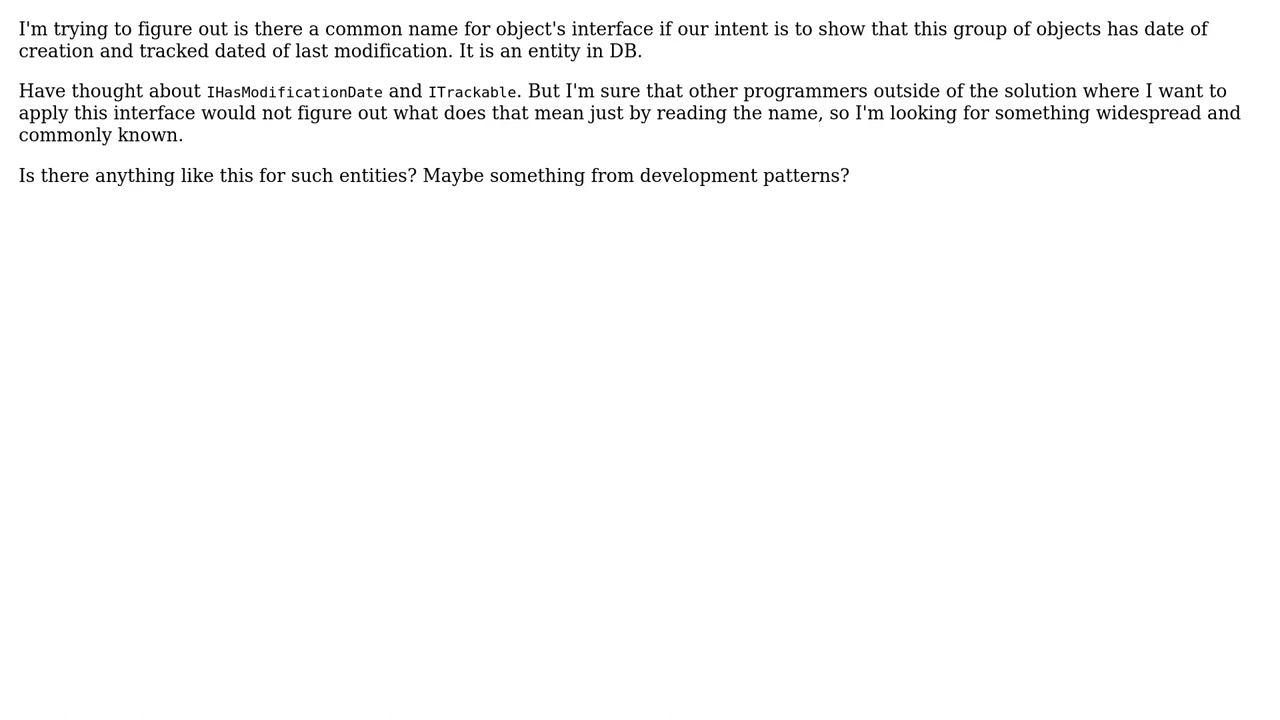 I'm trying to figure out is there a common name for object's interface if our intent is to show that this group of objects has date of
creation and tracked dated of last modification. It is an entity in DB.
Have thought about IHasModificationDate and ITrackable. But I'm sure that other programmers outside of the solution where I want to
apply this interface would not figure out what does that mean just by reading the name, so I'm looking for something widespread and
commonly known.
Is there anything like this for such entities? Maybe something from development patterns?